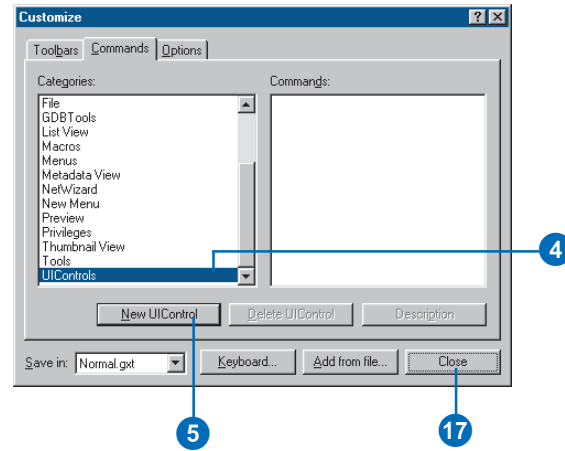 Customize
Toolbars Commands Options
Categories: Commands:
File
GDBTools
List View
Macros
Menus
Metadata View
NetWizard
New Menu
Preview
Privileges
Thumbnail View
Tools
UIControls
4
New UIControl Delete UIControl Description
Save in: Normal.gxt Keyboard... Add from file... Close
5 17